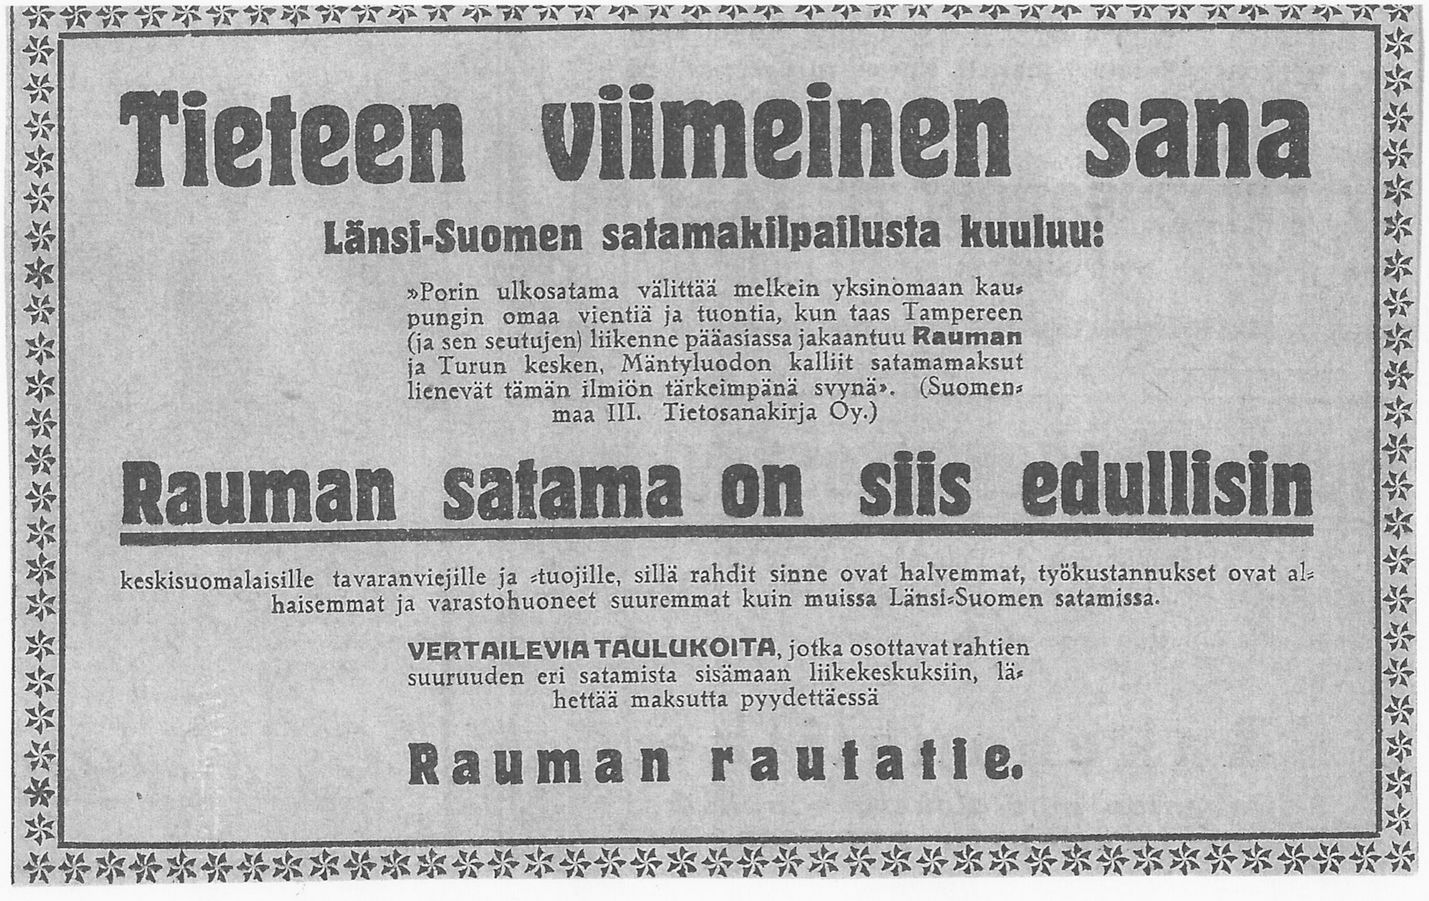 Tieteen viimeinen sana
Länsi-Suomen satamakilpailusta kuuluu:
»Porin ulkosatama välittää melkein yksinomaan kau-
pungin omaa vientiä ja tuontia, kun taas Tampereen
(ja sen seutujen) liikenne pääasiassa jakaantuu Rauman
ja Turun kesken, Mäntyluodon kalliit satamamaksut
lienevät tämän ilmiön tärkeimpänä syynä». (Suomen-
maa III. Tietosanakirja Oy.)
Rauman satama on siis edullisin
keskisuomalaisille tavaranviejille ja -tuojille, sillä rahdit sinne ovat halvemmat, työkustannukset ovat al-
haisemmat ja varastohuoneet suuremmat kuin muissa Länsi-Suomen satamissa.
VERTAILEVIA TAULUKOITA, jotka osottavat rahtien
suuruuden eri satamista sisämaan liikekeskuksiin, lä-
hettää maksutta pyydettäessä
Rauman rautatie.